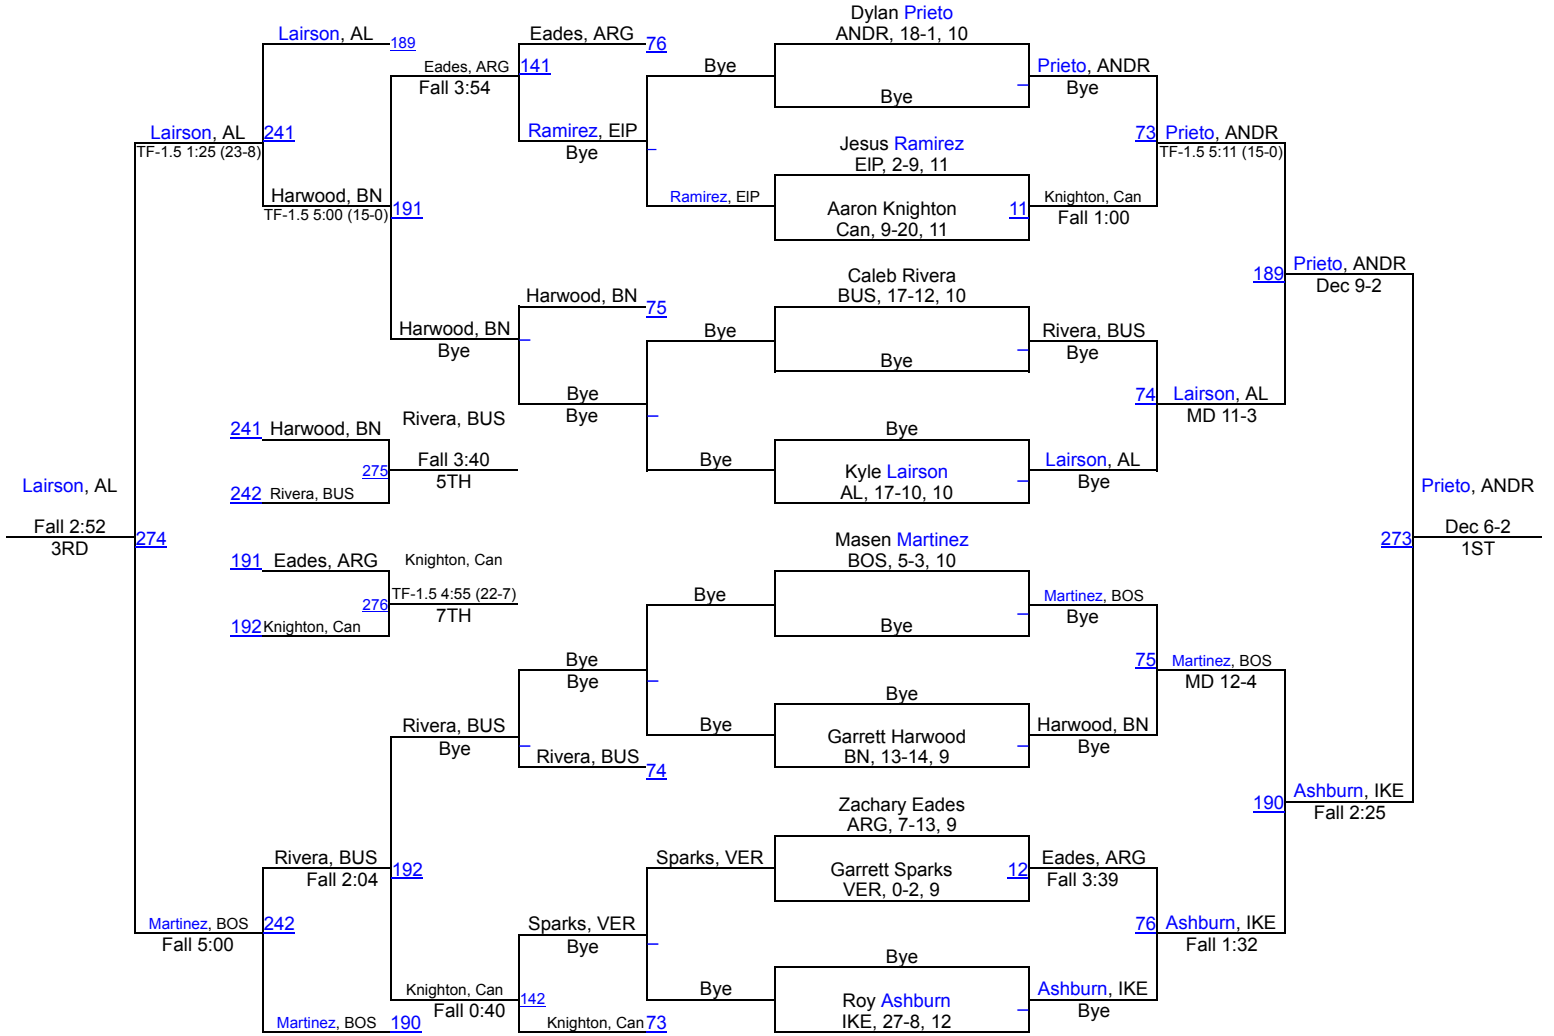 Dylan Prieto
Lairson, AL
189
Eades, ARG
76
ANDR, 18-1, 10
Eades, ARG
141
Bye
Prieto, ANDR
Fall 3:54
Bye
Bye
Lairson, AL
241
Ramirez, EIP
73
Prieto, ANDR
TF-1.5 1:25 (23-8)
Bye
Jesus Ramirez
TF-1.5 5:11 (15-0)
EIP, 2-9, 11
Harwood, BN
Ramirez, EIP
Knighton, Can
TF-1.5 5:00 (15-0)
191
Aaron Knighton
11
Fall 1:00
Can, 9-20, 11
Prieto, ANDR
189
Caleb Rivera
Dec 9-2
Harwood, BN
75
BUS, 17-12, 10
Harwood, BN
Bye
Rivera, BUS
Bye
Bye
Bye
Bye
74
Lairson, AL
Bye
MD 11-3
Rivera, BUS
241
Harwood, BN
Bye
Fall 3:40
Bye
Lairson, AL
275
5TH
Kyle Lairson
Bye
Lairson, AL
242
Rivera, BUS
AL, 17-10, 10
Prieto, ANDR
Fall 2:52
274
273
Dec 6-2
3RD
1ST
Masen Martinez
191
Eades, ARG
Knighton, Can
BOS, 5-3, 10
TF-1.5 4:55 (22-7)
Bye
Martinez, BOS
276
7TH
Bye
192
Knighton, Can
Bye
Bye
75
Martinez, BOS
Bye
MD 12-4
Bye
Rivera, BUS
Bye
Harwood, BN
Bye
Garrett Harwood
Bye
Rivera, BUS
74
BN, 13-14, 9
Ashburn, IKE
190
Zachary Eades
Fall 2:25
ARG, 7-13, 9
Rivera, BUS
192
Sparks, VER
Garrett Sparks
12
Eades, ARG
Fall 2:04
VER, 0-2, 9
Fall 3:39
Martinez, BOS
242
Sparks, VER
76
Ashburn, IKE
Fall 5:00
Bye
Fall 1:32
Bye
Knighton, Can
142
Bye
Roy Ashburn
Ashburn, IKE
Fall 0:40
IKE, 27-8, 12
Bye
Martinez, BOS
190
Knighton, Can
73